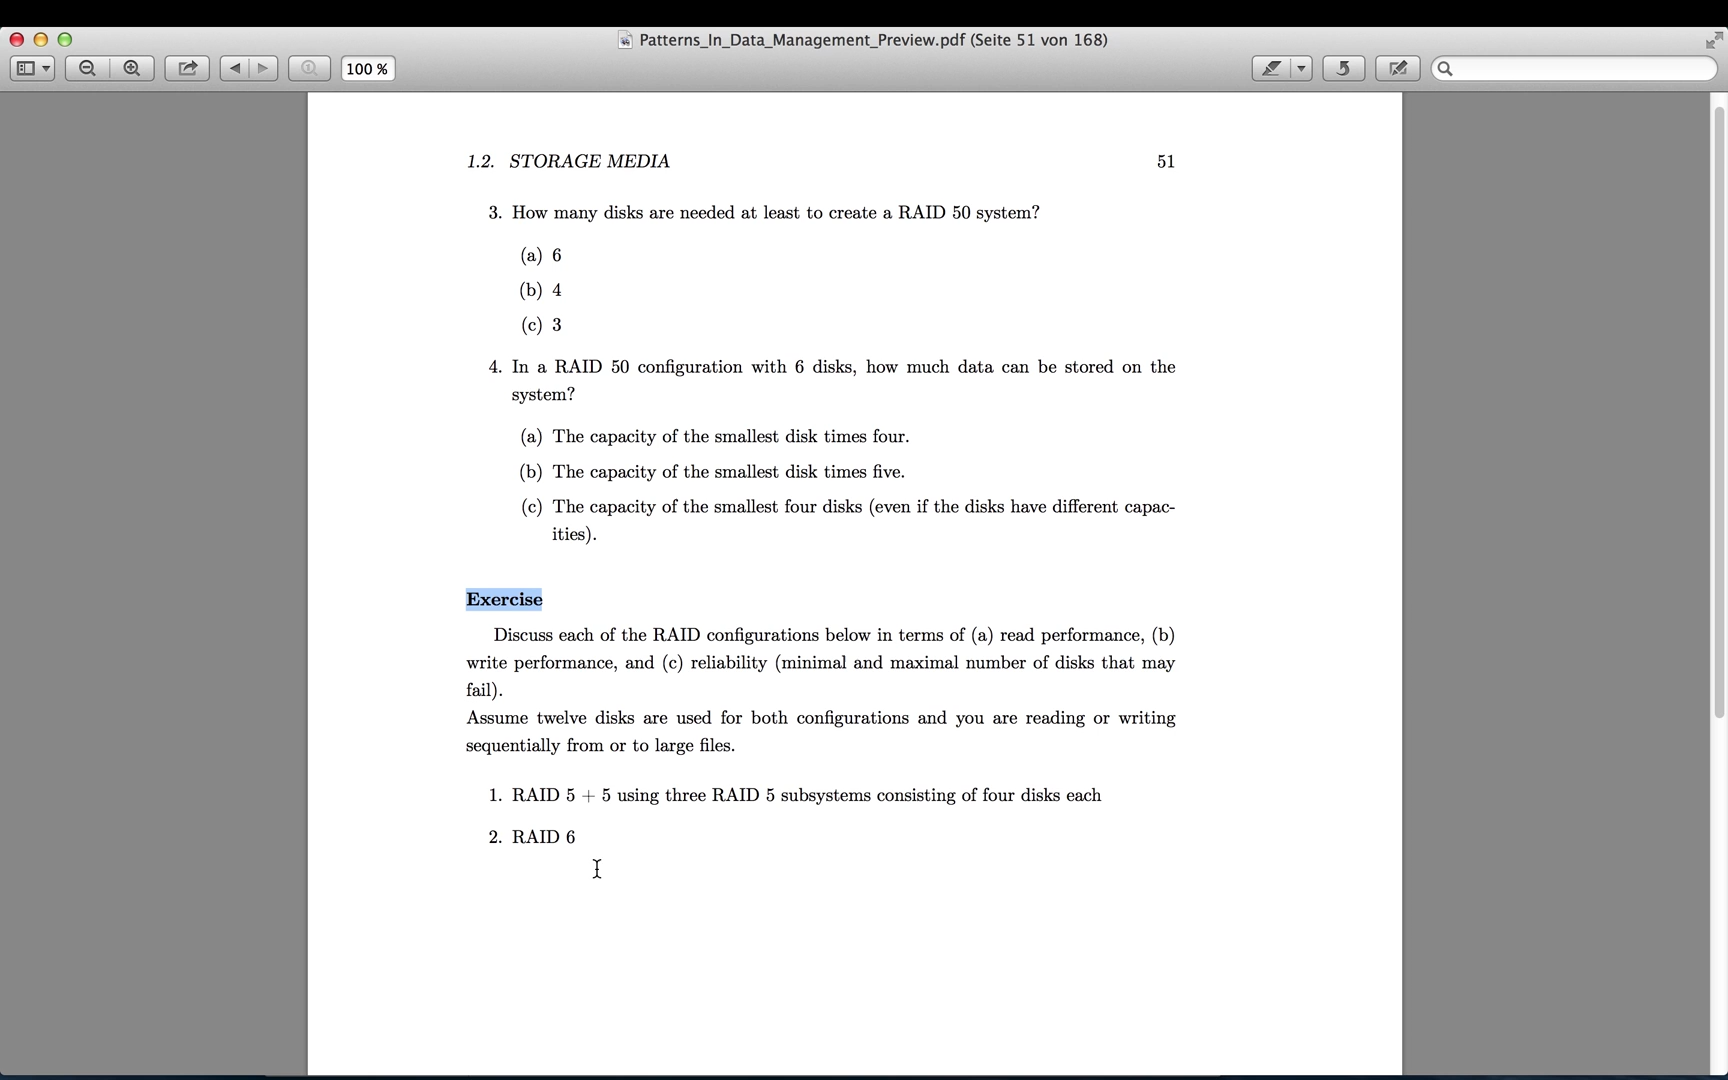 Patterns_In_Data_Management_Preview.pdf (Seite 51 von 168)
100 %
1.2. STORAGE MEDIA 51
3. How many disks are needed at least to create a RAID 50 system?
(a) 6
(b) 4
(c) 3
4. In a RAID 50 configuration with 6 disks, how much data can be stored on the
system?
(a) The capacity of the smallest disk times four.
(b) The capacity of the smallest disk times five.
(c) The capacity of the smallest four disks (even if the disks have different capac-
ities).
Exercise
Discuss each of the RAID configurations below in terms of (a) read performance, (b)
write performance, and (c) reliability (minimal and maximal number of disks that may
fail).
Assume twelve disks are used for both configurations and you are reading or writing
sequentially from or to large files.
1. RAID 5 + 5 using three RAID 5 subsystems consisting of four disks each
2. RAID 6